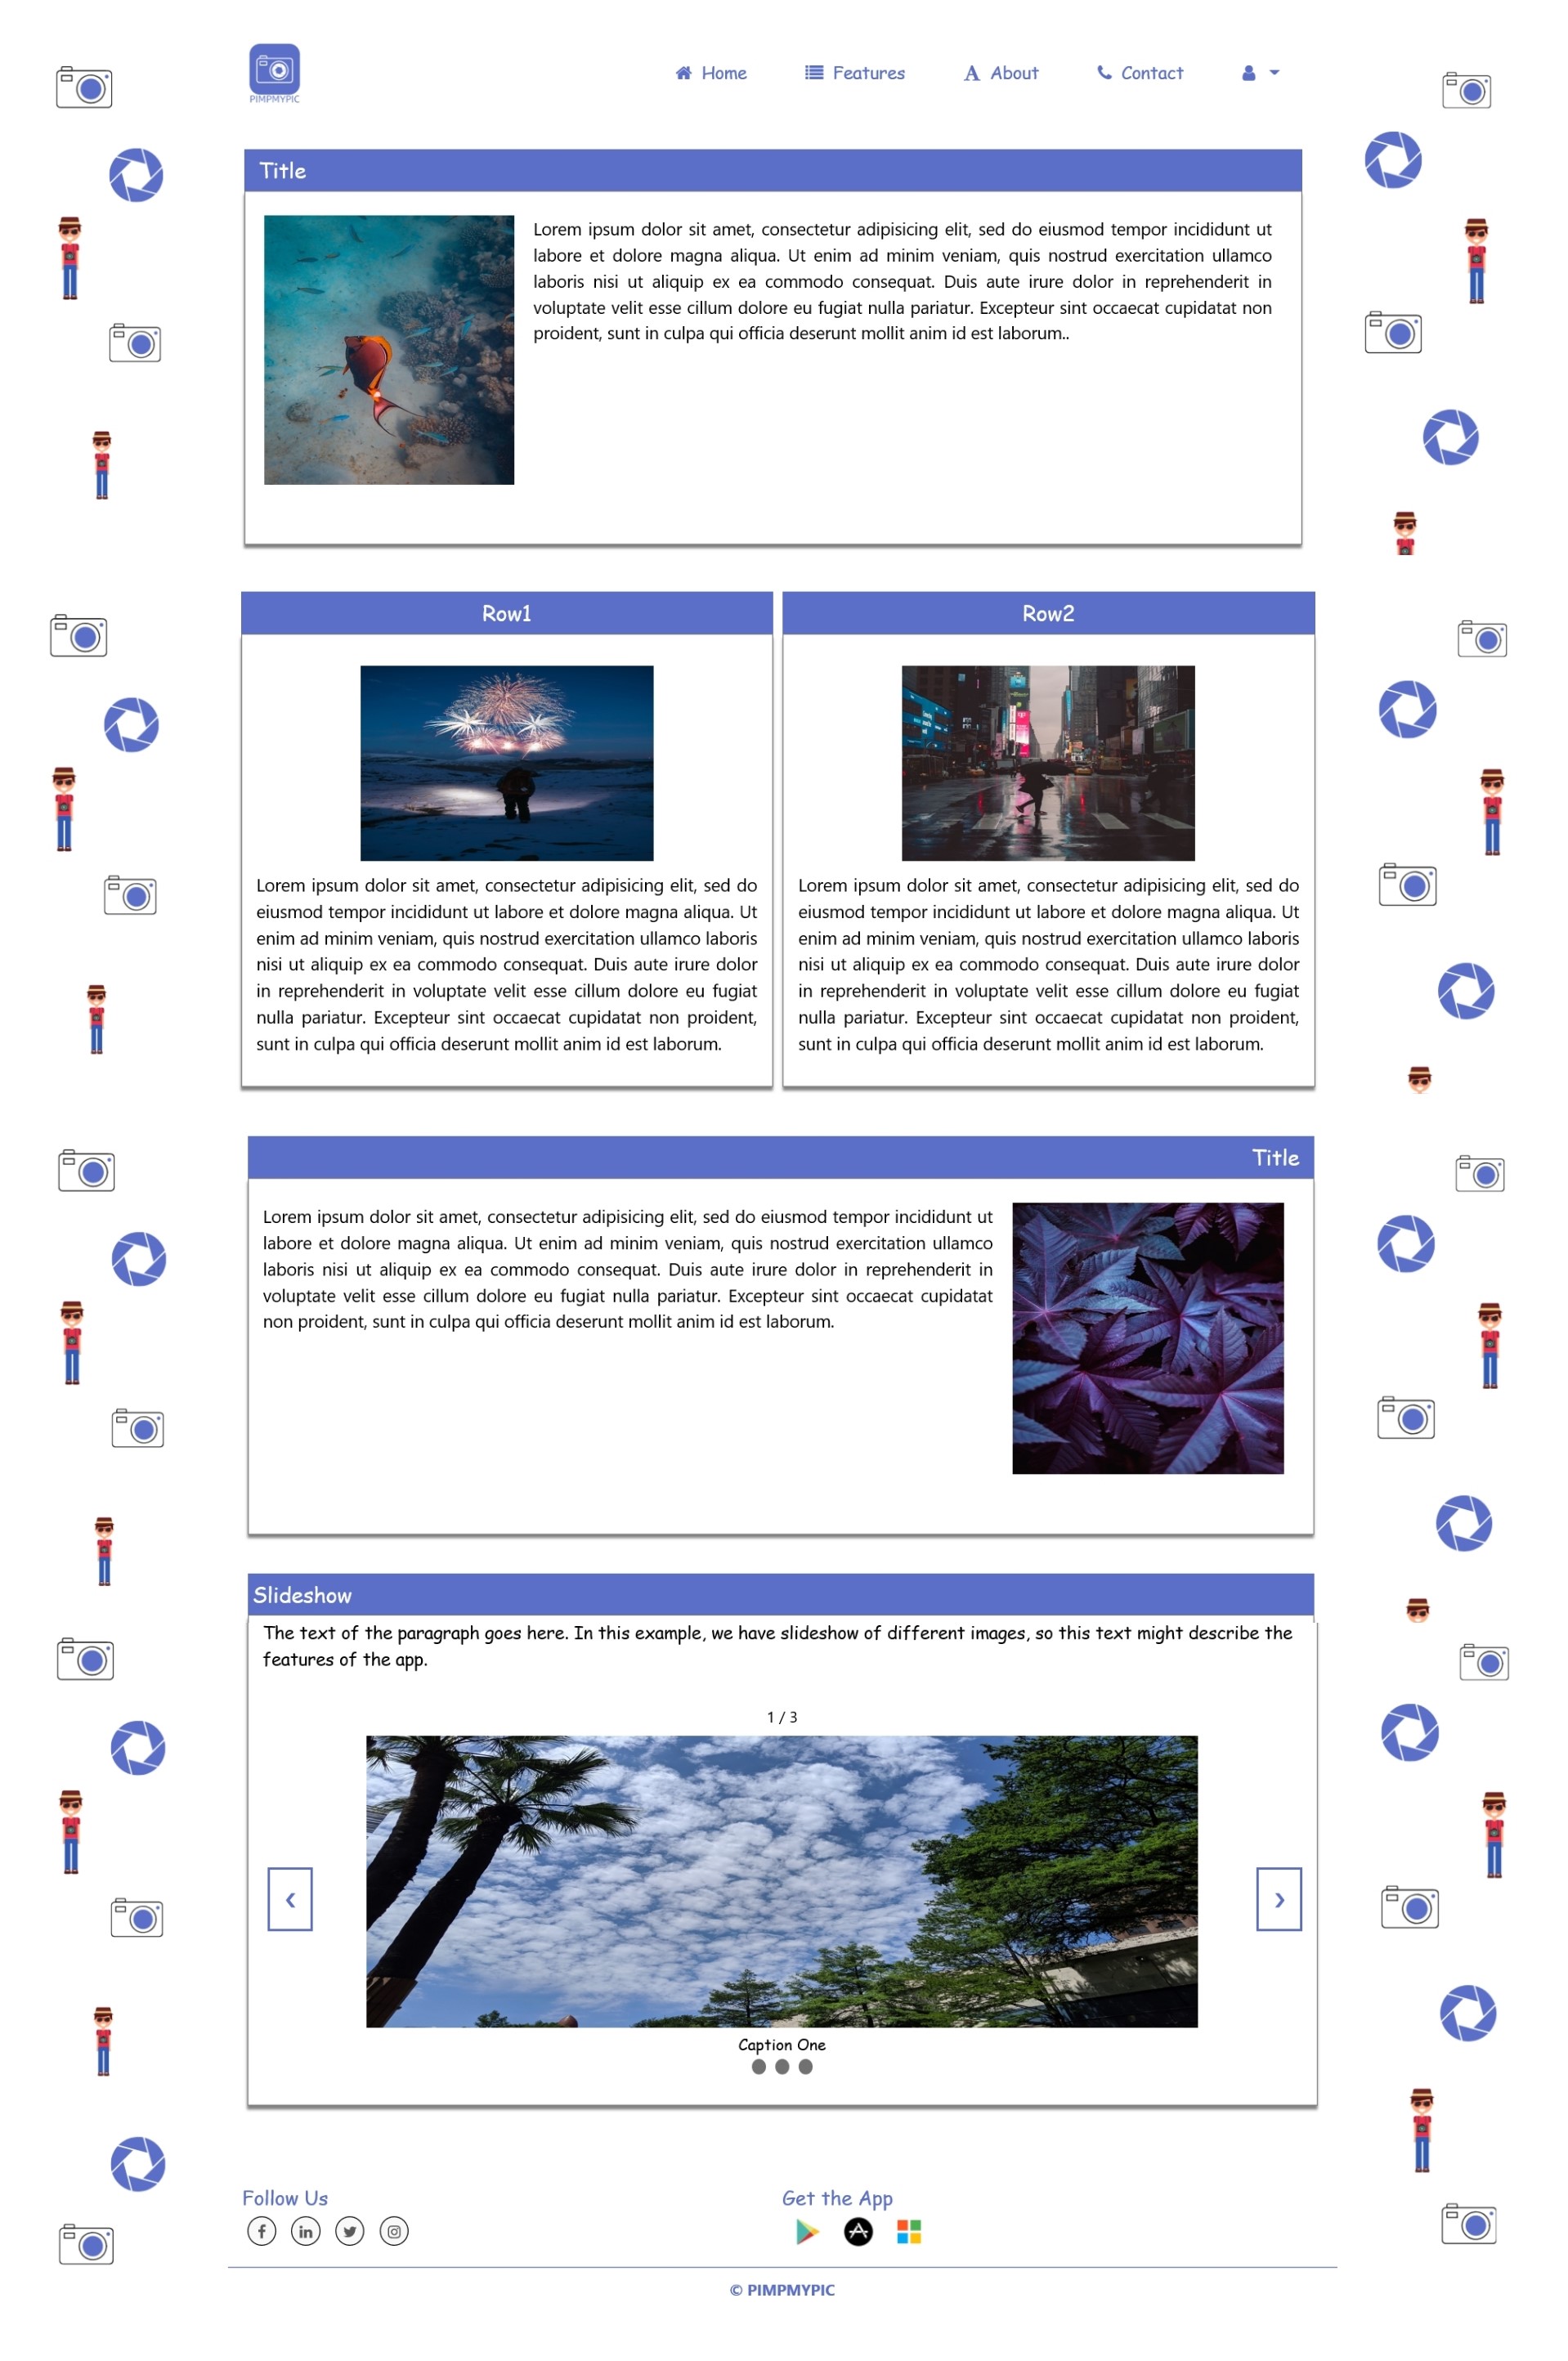 PIMPMYPIC
Home Features About Contact
Title
Lorem ipsum dolor sit amet, consectetur adipisicing elit, sed do eiusmod tempor incididunt ut
labore et dolore magna aliqua. Ut enim ad minim veniam, quis nostrud exercitation ullamco
laboris nisi ut aliquip ex ea commodo consequat. Duis aute irure dolor in reprehenderit in
voluptate velit esse cillum dolore eu fugiat nulla pariatur. Excepteur sint occaecat cupidatat non
proident, sunt in culpa qui officia deserunt mollit anim id est laborum..
Row1
Lorem ipsum dolor sit amet, consectetur adipisicing elit, sed do
eiusmod tempor incididunt ut labore et dolore magna aliqua. Ut
enim ad minim veniam, quis nostrud exercitation ullamco laboris
nisi ut aliquip ex ea commodo consequat. Duis aute irure dolor
in reprehenderit in voluptate velit esse cillum dolore eu fugiat
nulla pariatur. Excepteur sint occaecat cupidatat non proident,
sunt in culpa qui officia deserunt mollit anim id est laborum.
Row2
Lorem ipsum dolor sit amet, consectetur adipisicing elit, sed do
eiusmod tempor incididunt ut labore et dolore magna aliqua. Ut
enim ad minim veniam, quis nostrud exercitation ullamco laboris
nisi ut aliquip ex ea commodo consequat. Duis aute irure dolor
in reprehenderit in voluptate velit esse cillum dolore eu fugiat
nulla pariatur. Excepteur sint occaecat cupidatat non proident,
sunt in culpa qui officia deserunt mollit anim id est laborum.
Title
Lorem ipsum dolor sit amet, consectetur adipisicing elit, sed do eiusmod tempor incididunt ut
labore et dolore magna aliqua. Ut enim ad minim veniam, quis nostrud exercitation ullamco
laboris nisi ut aliquip ex ea commodo consequat. Duis aute irure dolor in reprehenderit in
voluptate velit esse cillum dolore eu fugiat nulla pariatur. Excepteur sint occaecat cupidatat
non proident, sunt in culpa qui officia deserunt mollit anim id est laborum.
Slideshow
The text of the paragraph goes here. In this example, we have slideshow of different images, so this text might describe the
features of the app.
1 / 3
‹ ›
Caption One
Follow Us
Get the App
© PIMPMYPIC